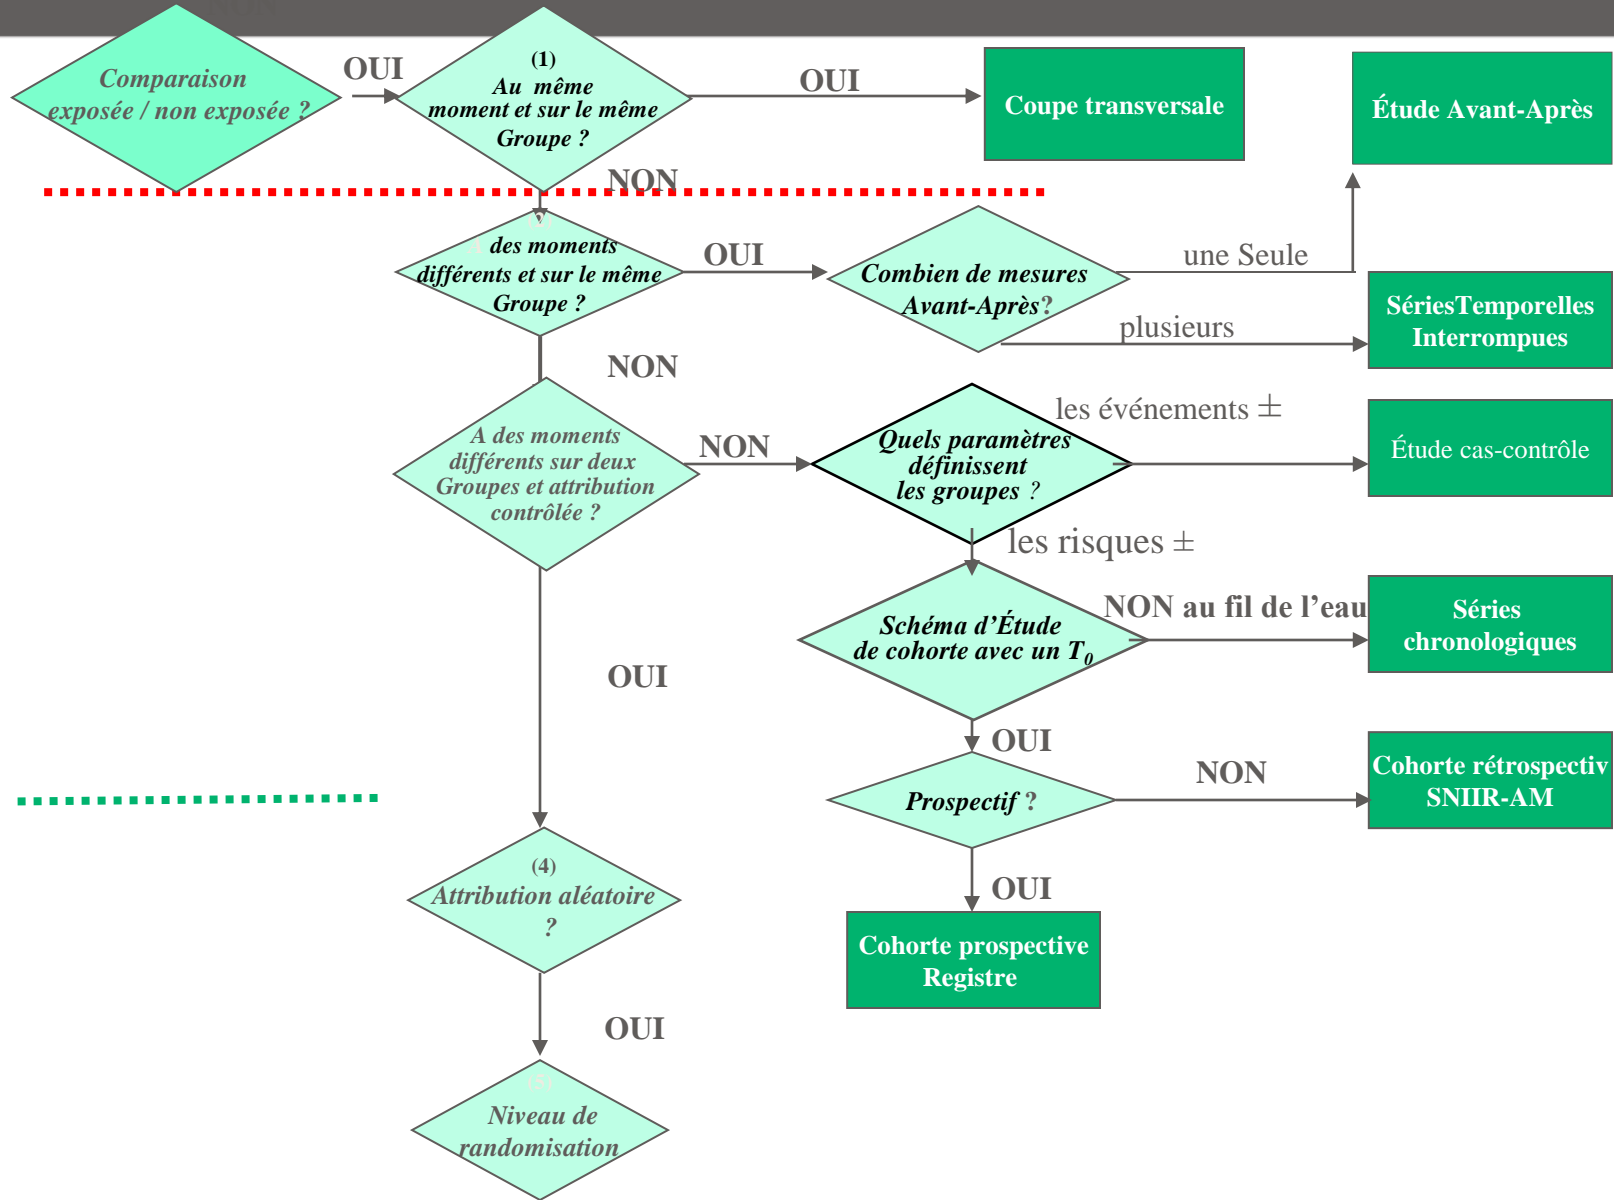 NON
Comparaison
exposée / non exposée ?
OUI
(1)
Au même
moment et sur le même
Groupe ?
OUI
Coupe transversale
Étude Avant-Après
NON
(2)
A des moments
différents et sur le même
Groupe ?
OUI
Combien de mesures
Avant-Après?
une Seule
plusieurs
SériesTemporelles
Interrompues
NON
A des moments
différents sur deux
Groupes et attribution
contrôlée ?
NON
Quels paramètres
définissent
les groupes ?
les événements ±
Étude cas-contrôle
les risques ±
Schéma d’Étude
de cohorte avec un T0
NON au fil de l’eau
Séries
chronologiques
OUI
OUI
Prospectif ?
NON
Cohorte rétrospectiv
SNIIR-AM
OUI
Cohorte prospective
Registre
(4)
Attribution aléatoire
?
OUI
(5)
Niveau de
randomisation